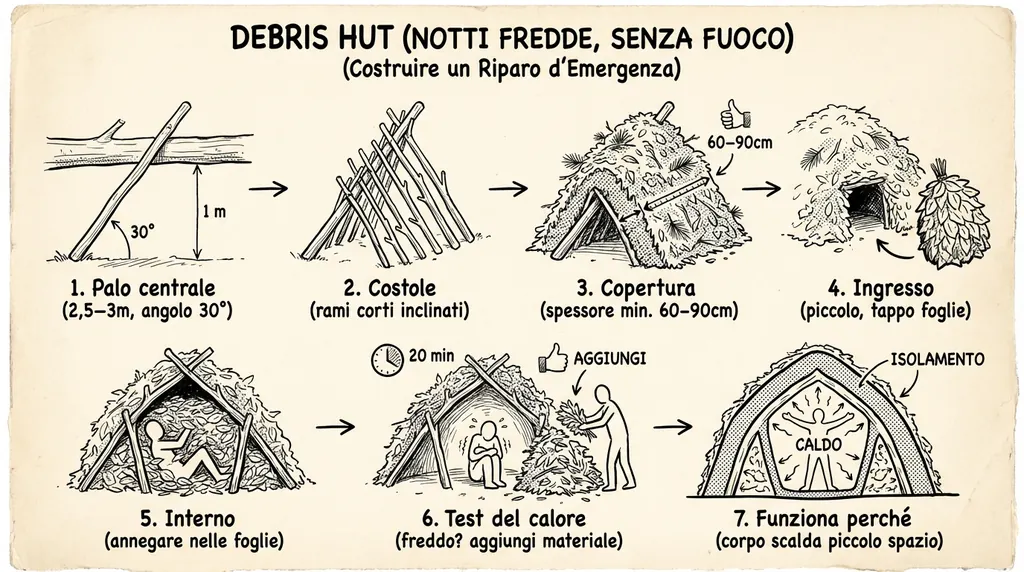 DEBRIS HUT (NOTTI FREDDE, SENZA FUOCO)
(Costruire un Riparo d'Emergenza)
1 m
30°
1. Palo centrale
(2,5–3m, angolo 30°)
2. Costole
(rami corti inclinati)
60–90cm
3. Copertura
(spessore min. 60–90cm)
4. Ingresso
(piccolo, tappo foglie)
5. Interno
(annegare nelle foglie)
20 min
AGGIUNGI
6. Test del calore
(freddo? aggiungi materiale)
ISOLAMENTO
CALDO
7. Funziona perché
(corpo scalda piccolo spazio)